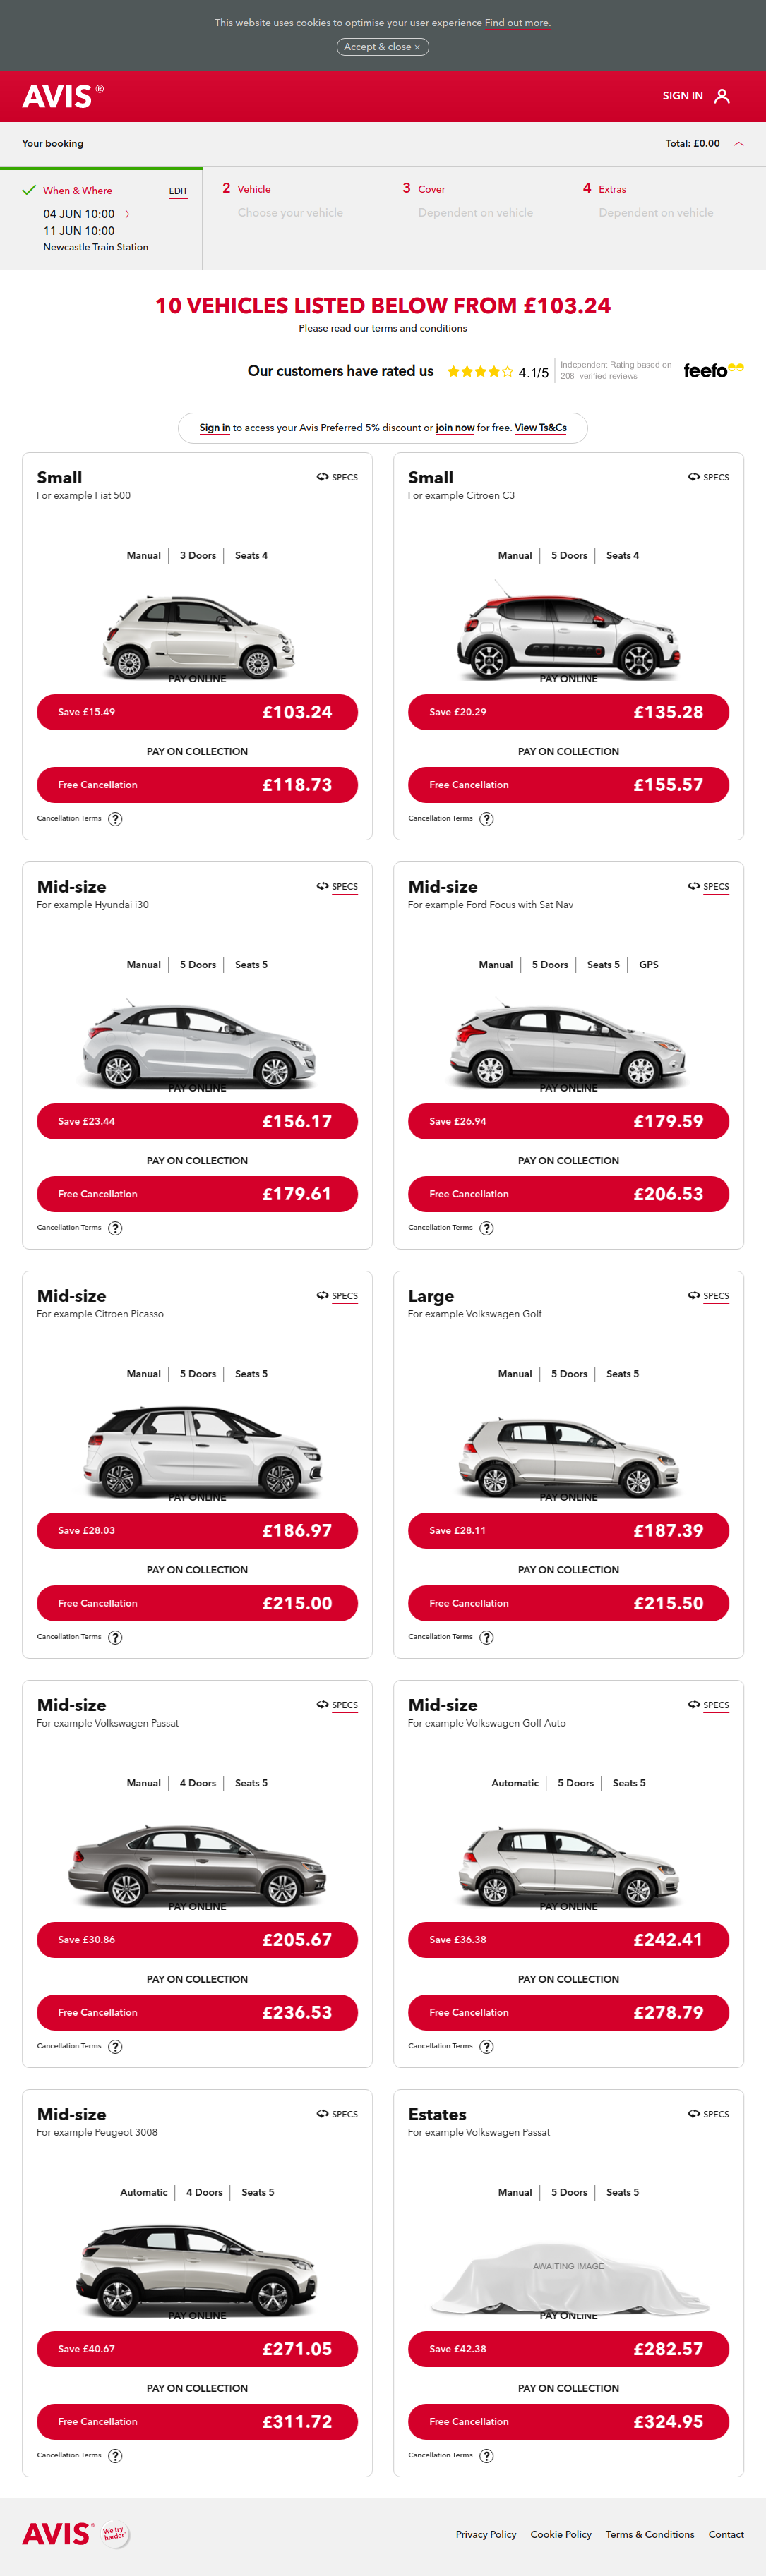 This website uses cookies to optimise your user experience Find out more.
Accept & close ×
AVIS ®
SIGN IN
Your booking
Total: £0.00
When & Where
EDIT
04 JUN 10:00 →
11 JUN 10:00
Newcastle Train Station
2 Vehicle
Choose your vehicle
3 Cover
Dependent on vehicle
4 Extras
Dependent on vehicle
10 VEHICLES LISTED BELOW FROM £103.24
Please read our terms and conditions
Our customers have rated us
4.1/5
Independent Rating based on
208 verified reviews
feefo
Sign in to access your Avis Preferred 5% discount or join now for free. View Ts&Cs
Small
SPECS
For example Fiat 500
Manual | 3 Doors | Seats 4
PAY ONLINE
Save £15.49 £103.24
PAY ON COLLECTION
Free Cancellation £118.73
Cancellation Terms ?
Small
SPECS
For example Citroen C3
Manual | 5 Doors | Seats 4
PAY ONLINE
Save £20.29 £135.28
PAY ON COLLECTION
Free Cancellation £155.57
Cancellation Terms ?
Mid-size
SPECS
For example Hyundai i30
Manual | 5 Doors | Seats 5
PAY ONLINE
Save £23.44 £156.17
PAY ON COLLECTION
Free Cancellation £179.61
Cancellation Terms ?
Mid-size
SPECS
For example Ford Focus with Sat Nav
Manual | 5 Doors | Seats 5 | GPS
PAY ONLINE
Save £26.94 £179.59
PAY ON COLLECTION
Free Cancellation £206.53
Cancellation Terms ?
Mid-size
SPECS
For example Citroen Picasso
Manual | 5 Doors | Seats 5
PAY ONLINE
Save £28.03 £186.97
PAY ON COLLECTION
Free Cancellation £215.00
Cancellation Terms ?
Large
SPECS
For example Volkswagen Golf
Manual | 5 Doors | Seats 5
PAY ONLINE
Save £28.11 £187.39
PAY ON COLLECTION
Free Cancellation £215.50
Cancellation Terms ?
Mid-size
SPECS
For example Volkswagen Passat
Manual | 4 Doors | Seats 5
PAY ONLINE
Save £30.86 £205.67
PAY ON COLLECTION
Free Cancellation £236.53
Cancellation Terms ?
Mid-size
SPECS
For example Volkswagen Golf Auto
Automatic | 5 Doors | Seats 5
PAY ONLINE
Save £36.38 £242.41
PAY ON COLLECTION
Free Cancellation £278.79
Cancellation Terms ?
Mid-size
SPECS
For example Peugeot 3008
Automatic | 4 Doors | Seats 5
PAY ONLINE
Save £40.67 £271.05
PAY ON COLLECTION
Free Cancellation £311.72
Cancellation Terms ?
Estates
SPECS
For example Volkswagen Passat
Manual | 5 Doors | Seats 5
AWAITING IMAGE
PAY ONLINE
Save £42.38 £282.57
PAY ON COLLECTION
Free Cancellation £324.95
Cancellation Terms ?
AVIS®
We try
harder.
Privacy Policy
Cookie Policy
Terms & Conditions
Contact